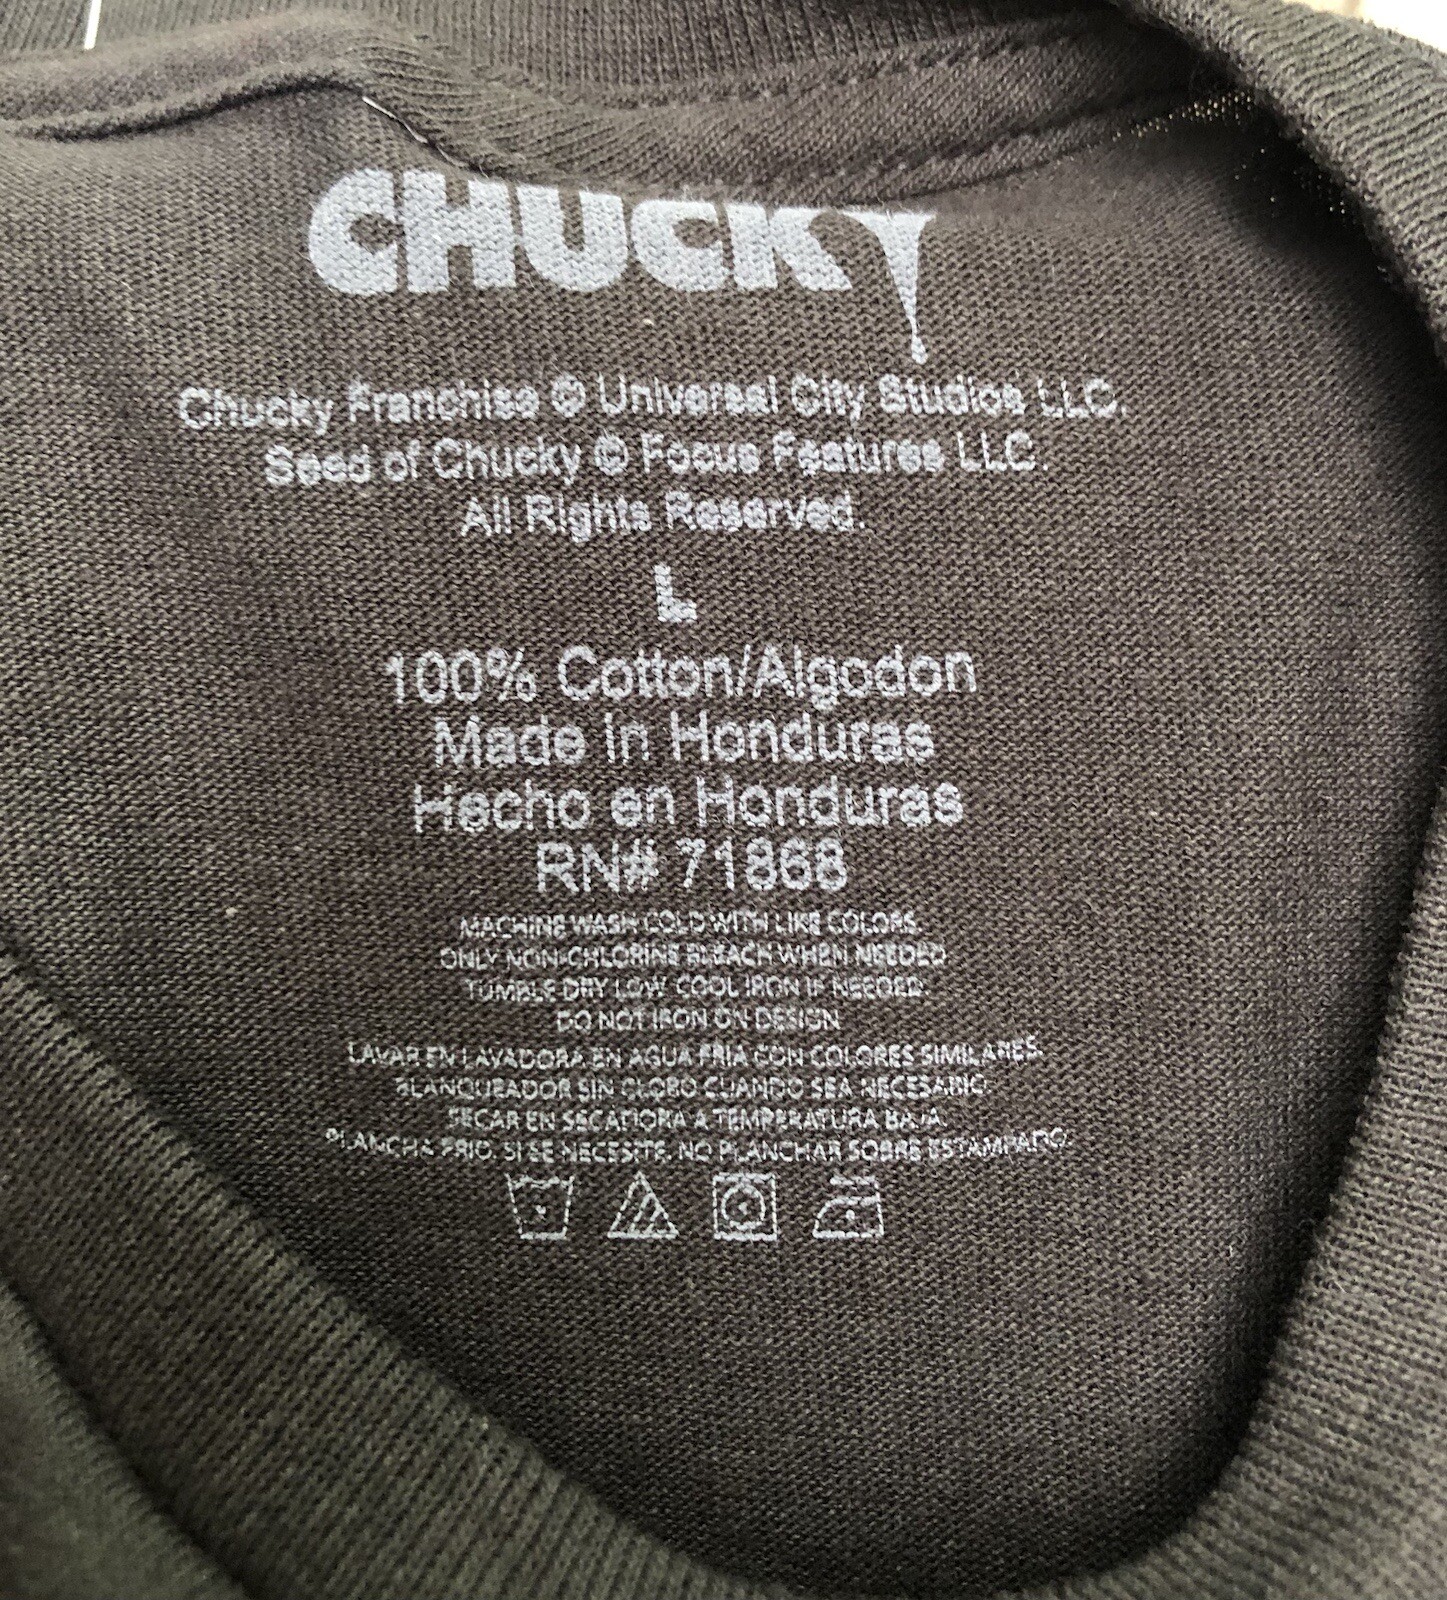 CHUCKY
Chucky Franchise © Universal City Studios LLC.
Seed of Chucky © Focus Features LLC.
All Rights Reserved.
L
100% Cotton/Algodon
Made in Honduras
Hecho en Honduras
RN# 71868
MACHINE WASH COLD WITH LIKE COLORS.
ONLY NON-CHLORINE BLEACH WHEN NEEDED
TUMBLE DRY LOW. COOL IRON IF NEEDED.
DO NOT IRON ON DESIGN.
LAVAR EN LAVADORA EN AGUA FRIA CON COLORES SIMILARES.
BLANQUEADOR SIN CLORO CUANDO SEA NECESARIO.
SECAR EN SECADORA A TEMPERATURA BAJA.
PLANCHA FRIO. SI SE NECESITE. NO PLANCHAR SOBRE ESTAMPADO.